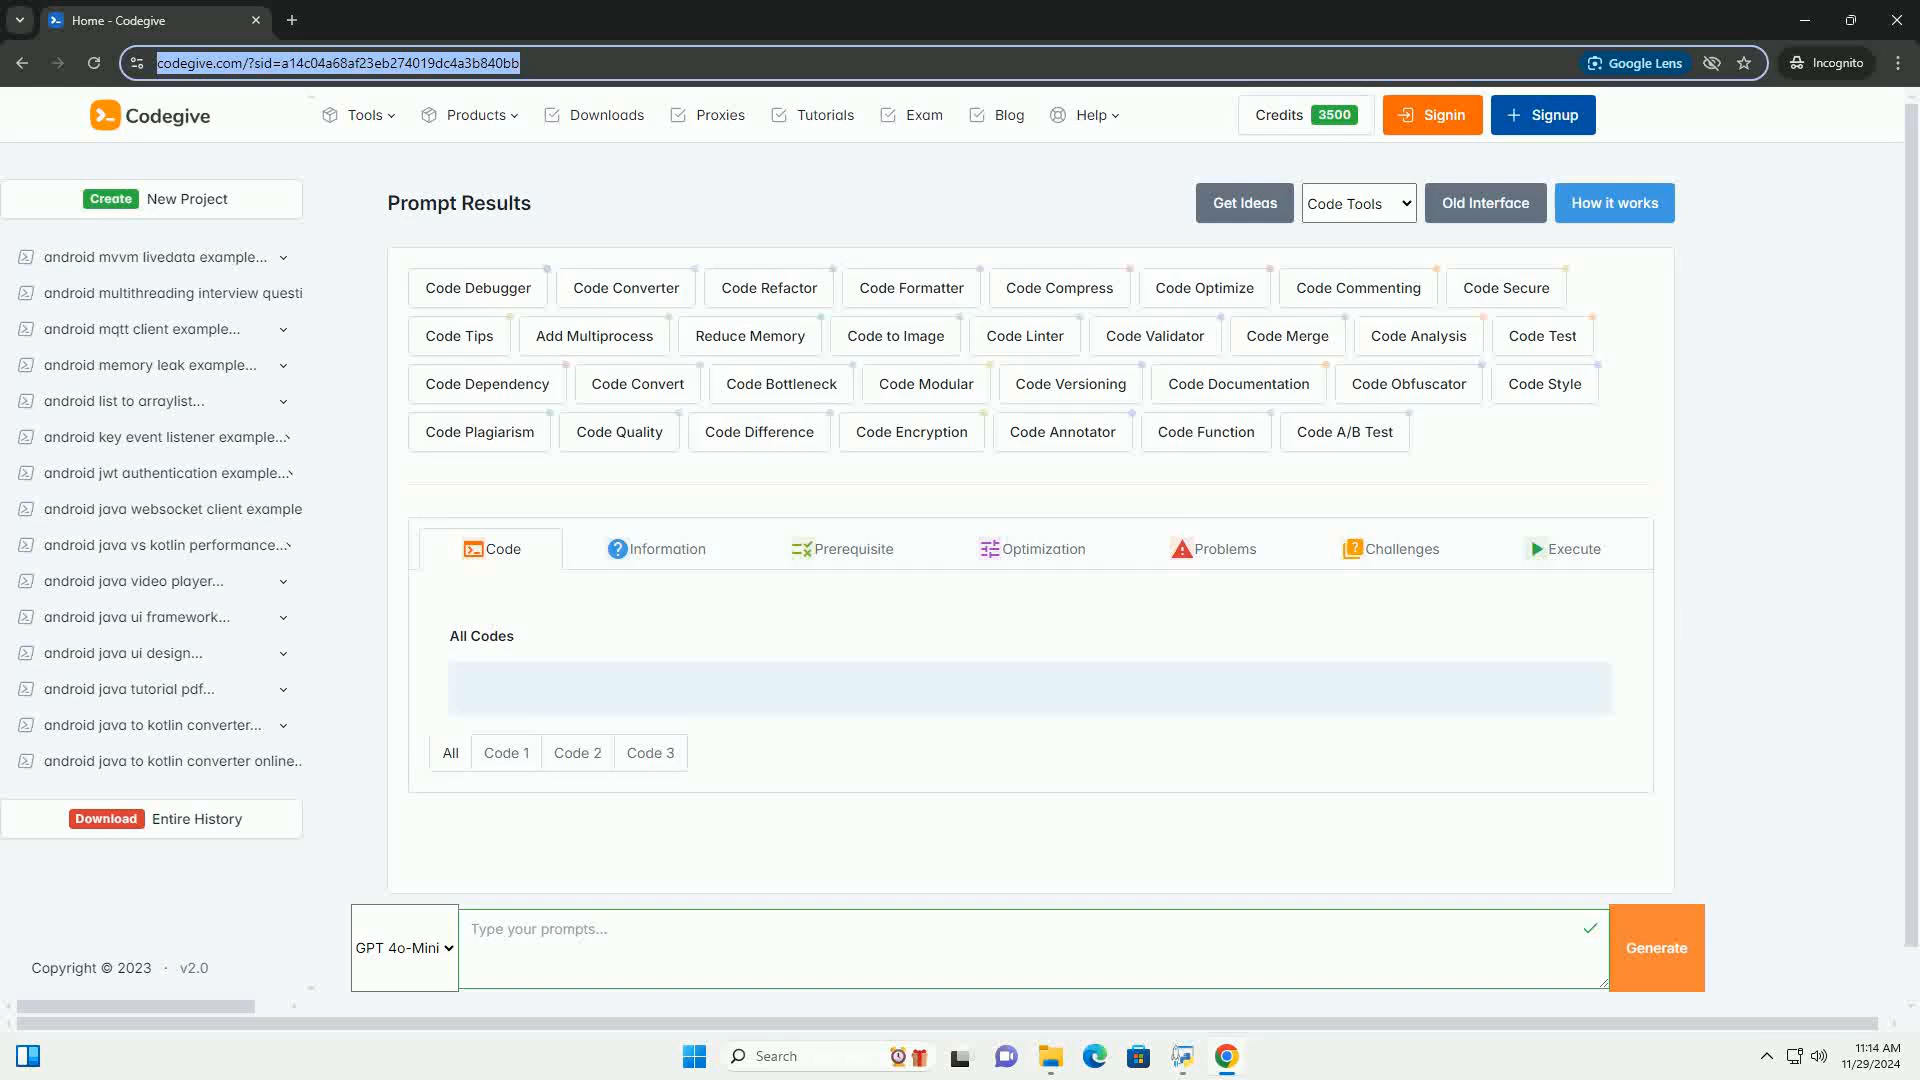 Home - Codegive
codegive.com/?sid=a14c04a68af23eb274019dc4a3b840bb
Google Lens
Incognito
Codegive
Tools
Products
Downloads
Proxies
Tutorials
Exam
Blog
Help
Credits 3500
Signin
Signup
Create New Project
android mvvm livedata example...
android multithreading interview questi
android mqtt client example...
android memory leak example...
android list to arraylist...
android key event listener example...
android jwt authentication example...
android java websocket client example
android java vs kotlin performance...
android java video player...
android java ui framework...
android java ui design...
android java tutorial pdf...
android java to kotlin converter...
android java to kotlin converter online..
Download Entire History
Copyright © 2023 · v2.0
Prompt Results
Get Ideas
Code Tools
Old Interface
How it works
Code Debugger Code Converter Code Refactor Code Formatter Code Compress Code Optimize Code Commenting Code Secure
Code Tips Add Multiprocess Reduce Memory Code to Image Code Linter Code Validator Code Merge Code Analysis Code Test
Code Dependency Code Convert Code Bottleneck Code Modular Code Versioning Code Documentation Code Obfuscator Code Style
Code Plagiarism Code Quality Code Difference Code Encryption Code Annotator Code Function Code A/B Test
Code Information Prerequisite Optimization Problems Challenges Execute
All Codes
All Code 1 Code 2 Code 3
GPT 4o-Mini
Type your prompts...
Generate
Search
11:14 AM
11/29/2024